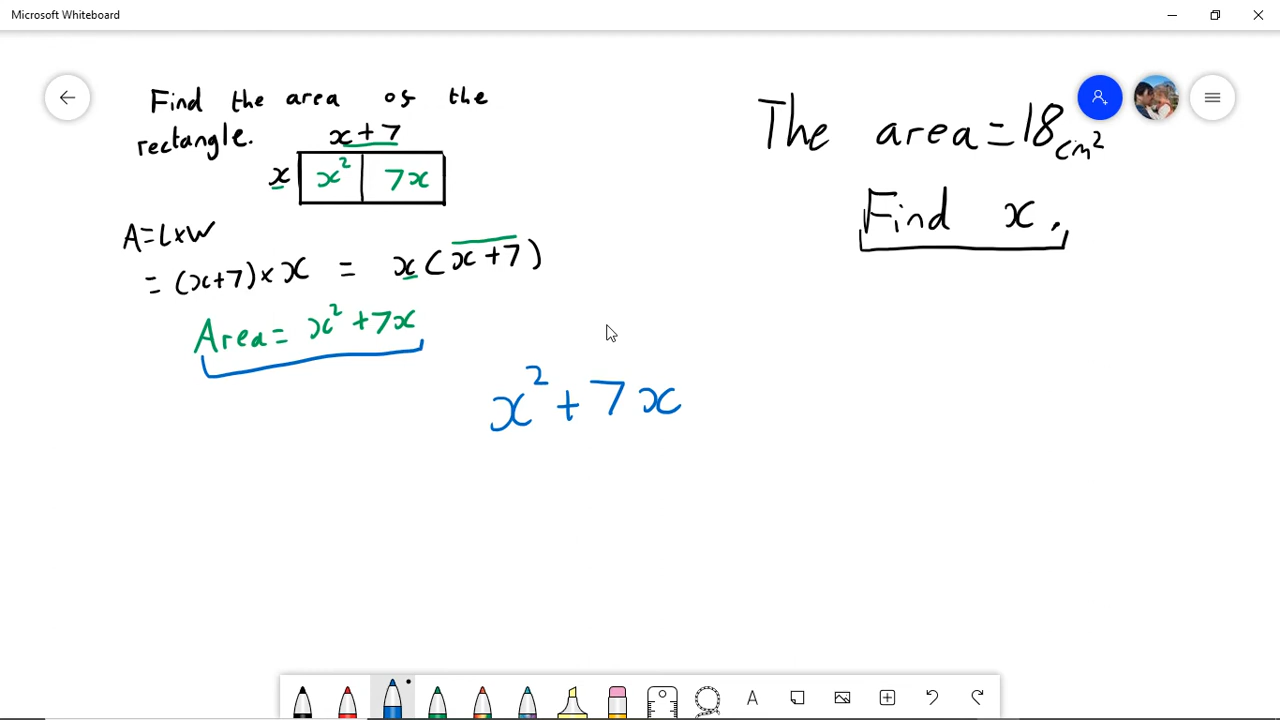 Microsoft Whiteboard
Find the area of the
rectangle.
x+7
x
x² 7x
A=L×W
= (x+7)×x = x(x+7)
Area= x²+7x
x²+7x
The area=18cm²
Find x.
A